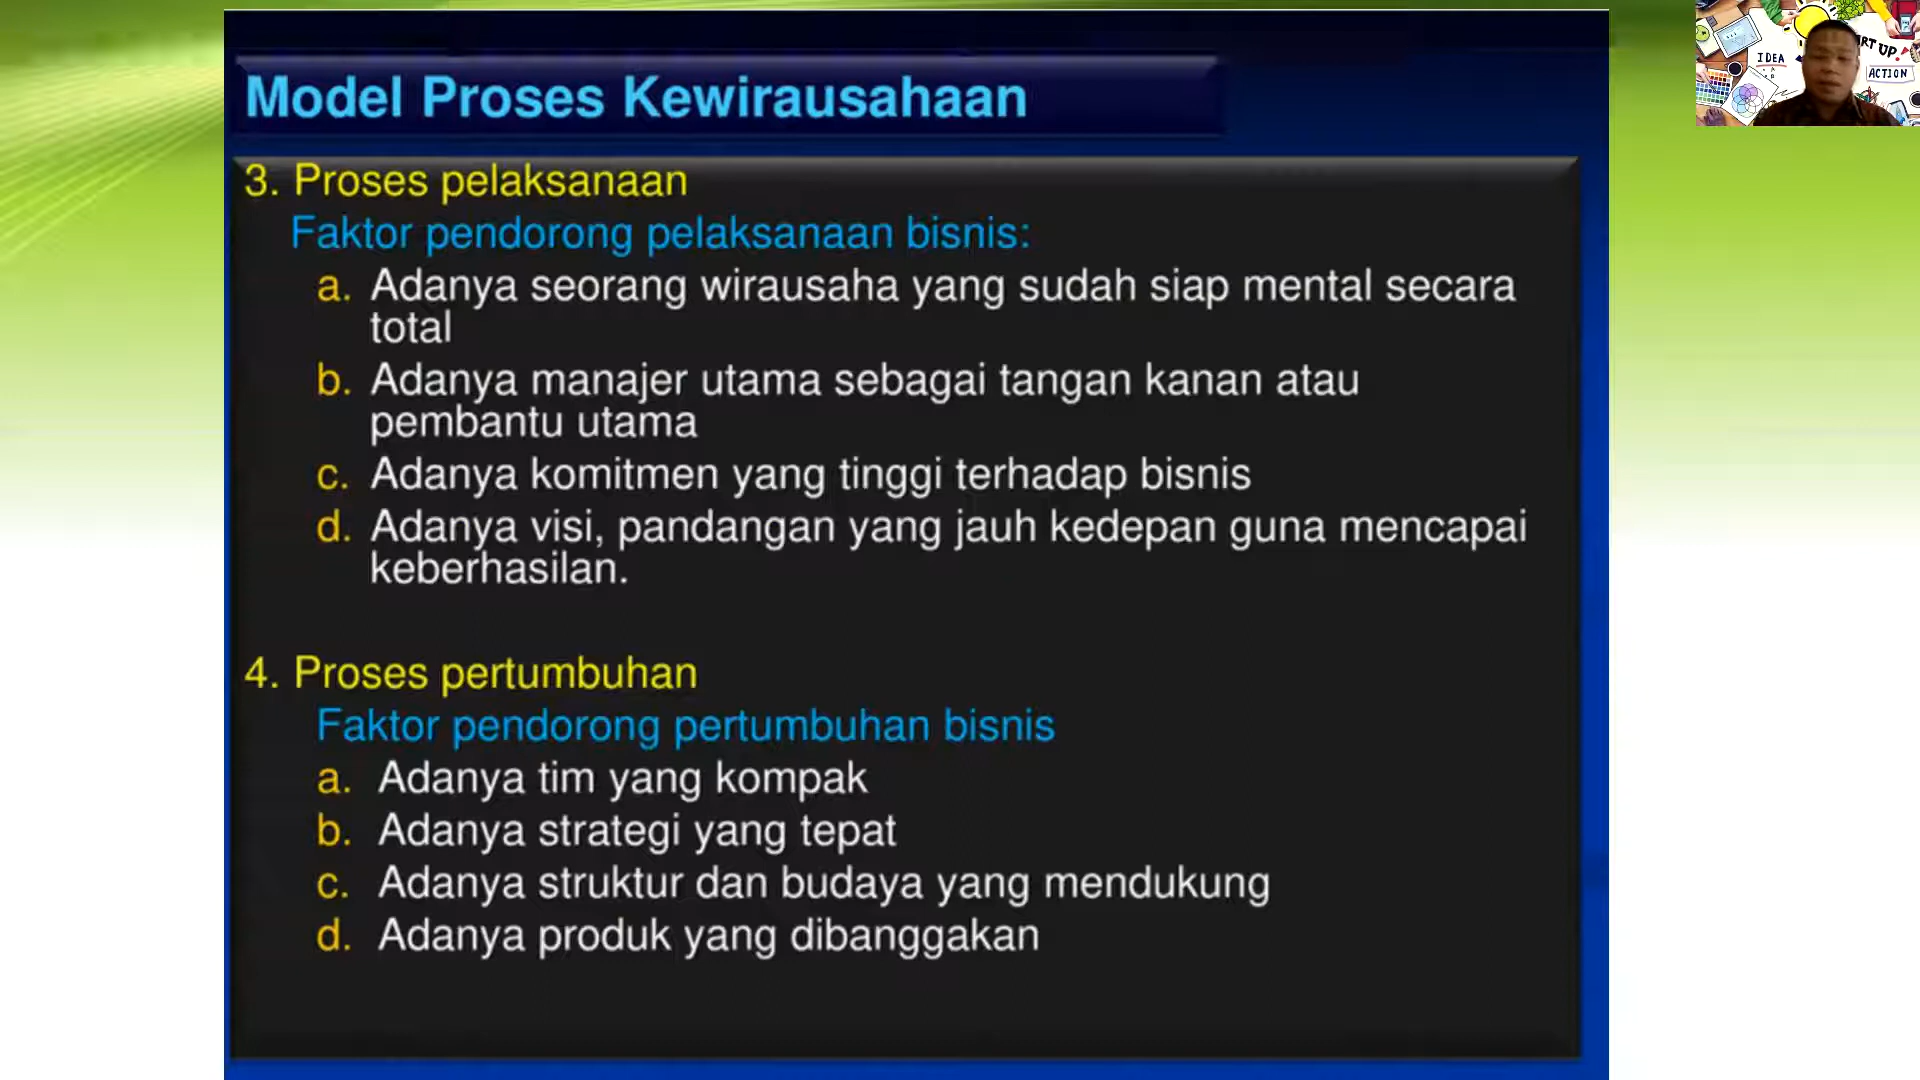 Model Proses Kewirausahaan
3. Proses pelaksanaan
Faktor pendorong pelaksanaan bisnis:
a. Adanya seorang wirausaha yang sudah siap mental secara
total
b. Adanya manajer utama sebagai tangan kanan atau
pembantu utama
c. Adanya komitmen yang tinggi terhadap bisnis
d. Adanya visi, pandangan yang jauh kedepan guna mencapai
keberhasilan.
4. Proses pertumbuhan
Faktor pendorong pertumbuhan bisnis
a. Adanya tim yang kompak
b. Adanya strategi yang tepat
c. Adanya struktur dan budaya yang mendukung
d. Adanya produk yang dibanggakan
IDEA
UP!
ACTION